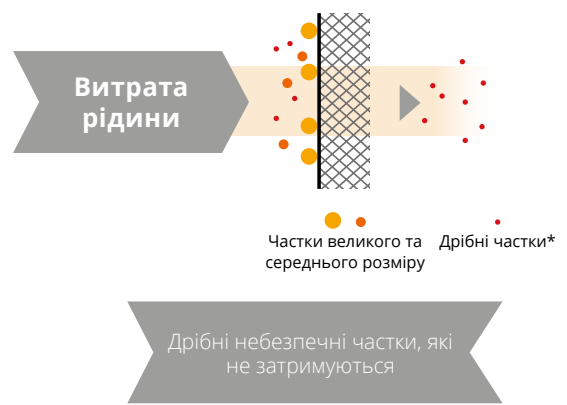 Витрата
рідини
Частки великого та
середнього розміру
Дрібні частки*
Дрібні небезпечні частки, які
не затримуються